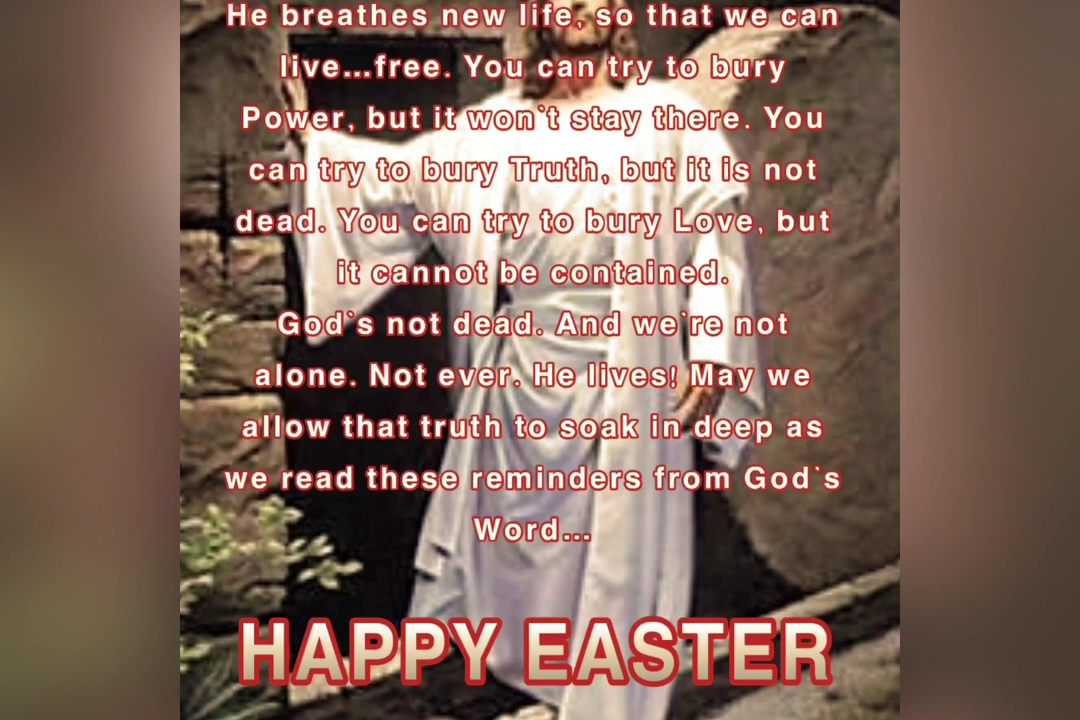 He breathes new life, so that we can
live...free. You can try to bury
Power, but it won`t stay there. You
can try to bury Truth, but it is not
dead. You can try to bury Love, but
it cannot be contained.
God`s not dead. And we`re not
alone. Not ever. He lives! May we
allow that truth to soak in deep as
we read these reminders from God`s
Word...
HAPPY EASTER